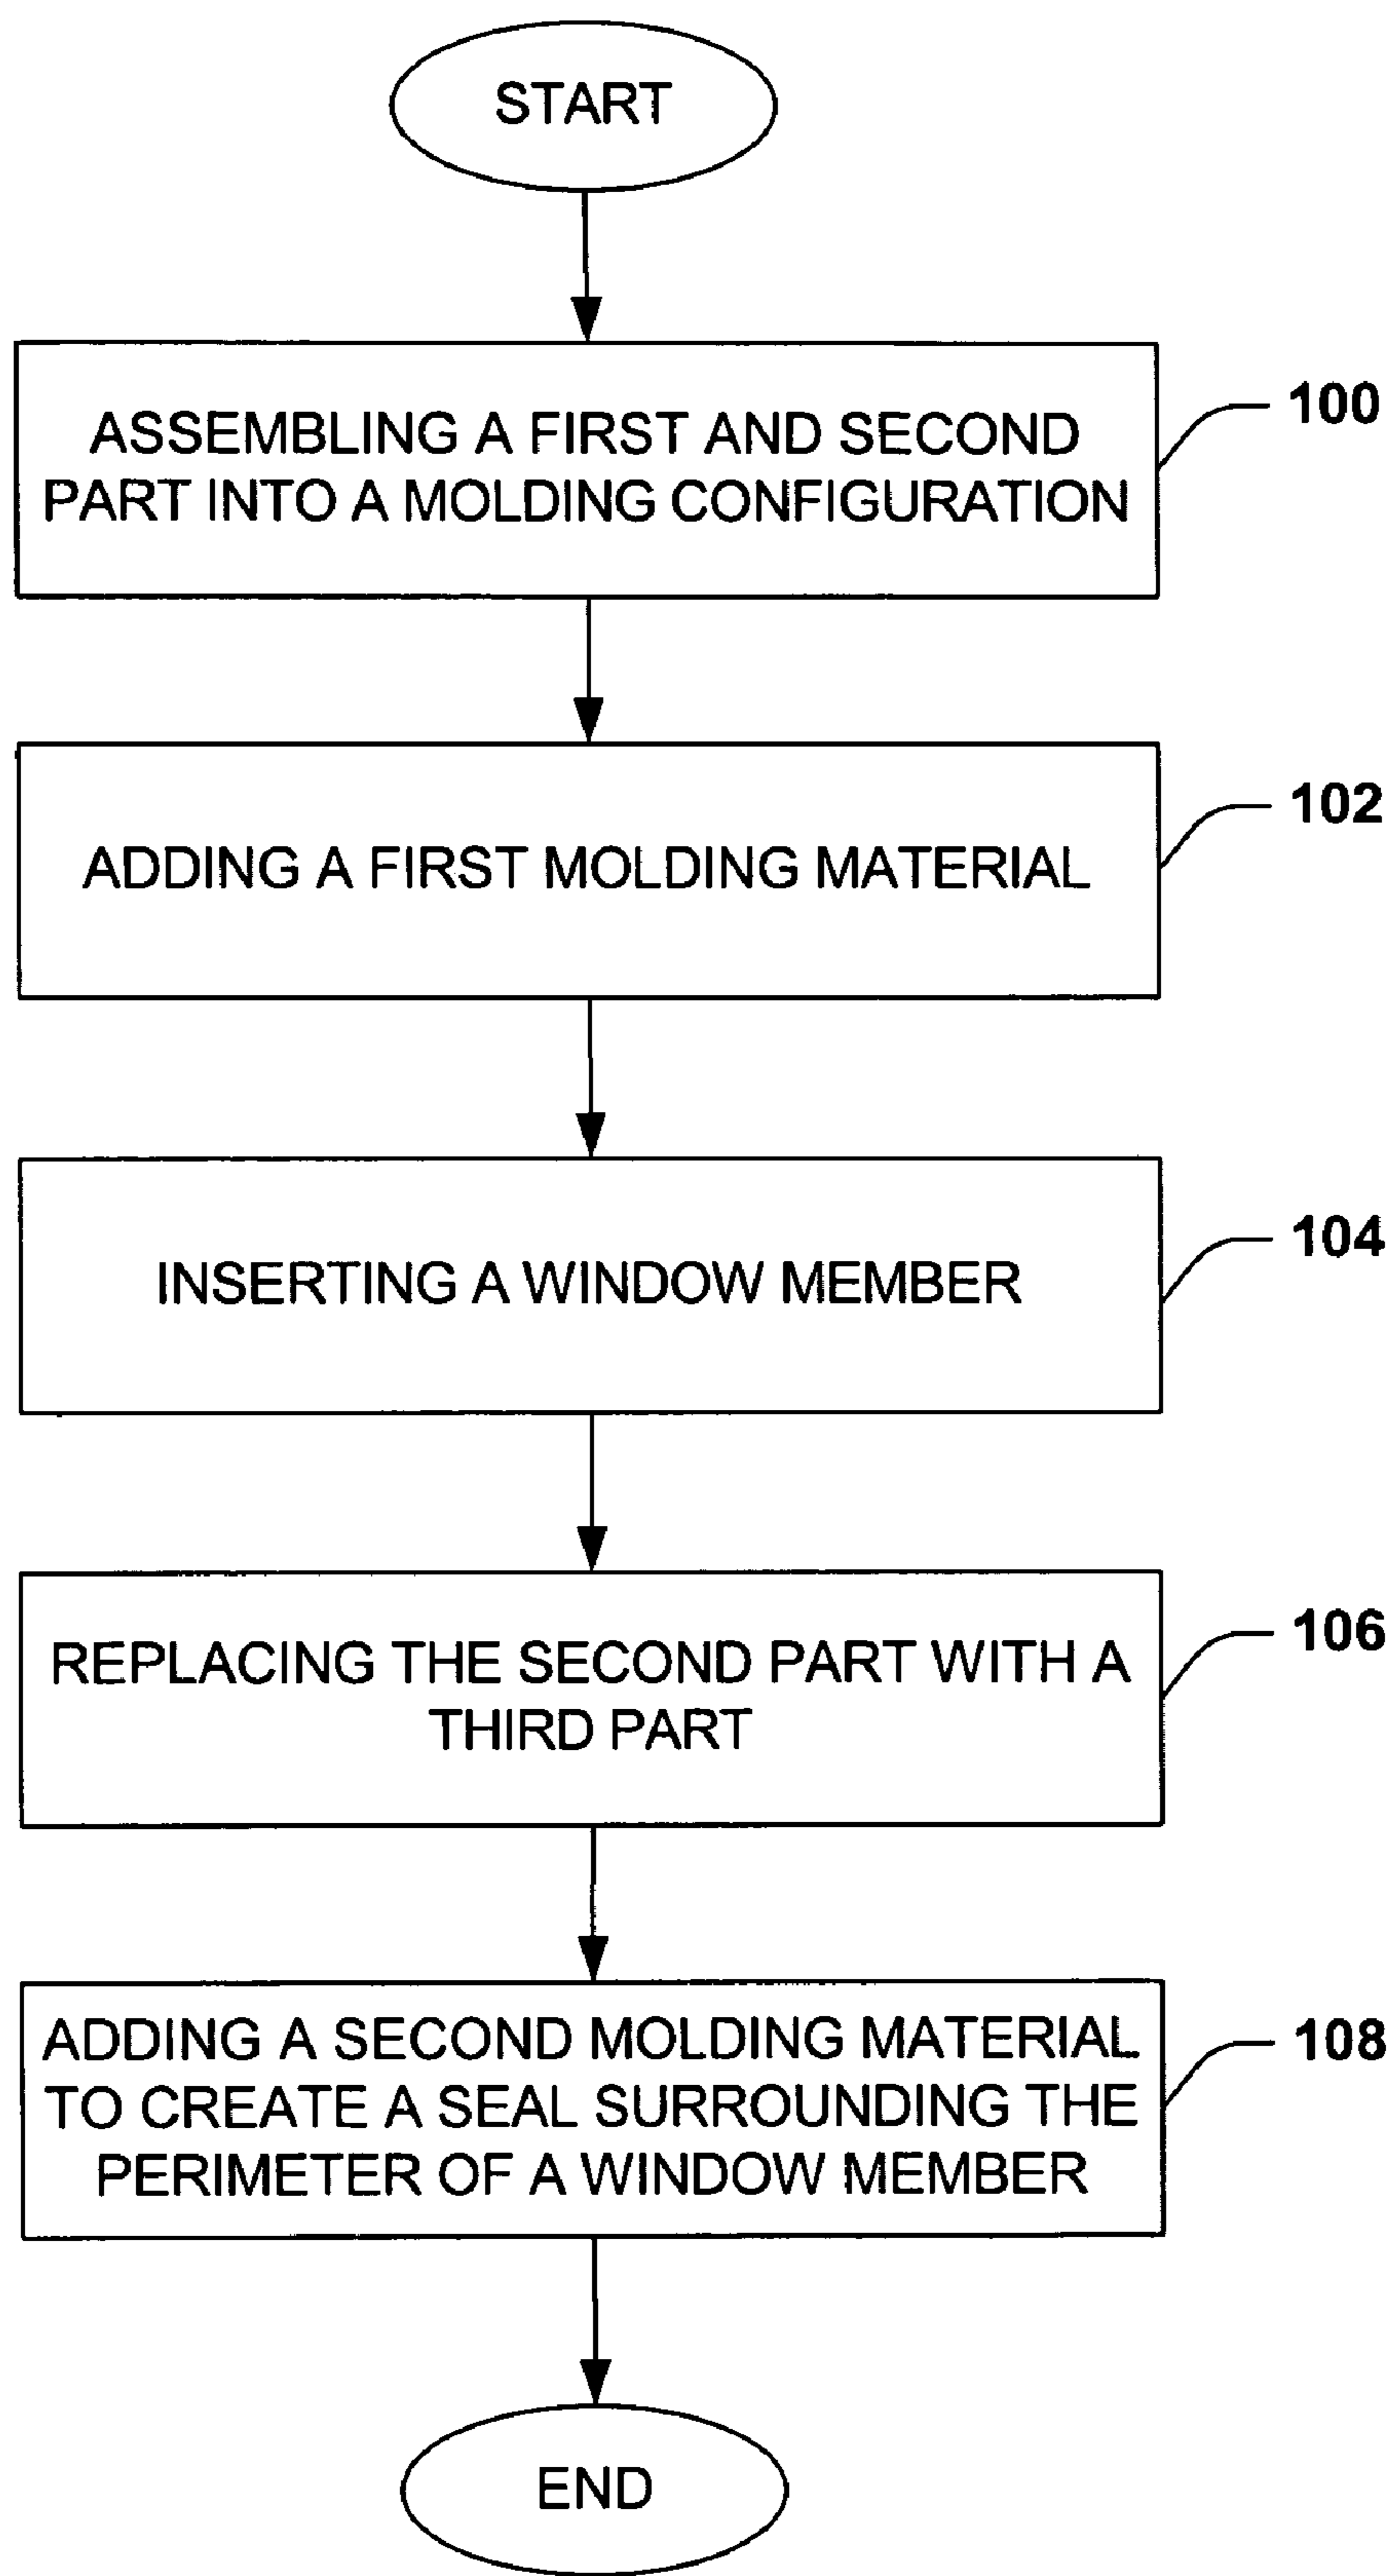 START
ASSEMBLING A FIRST AND SECOND
PART INTO A MOLDING CONFIGURATION
100
ADDING A FIRST MOLDING MATERIAL
102
INSERTING A WINDOW MEMBER
104
REPLACING THE SECOND PART WITH A
THIRD PART
106
ADDING A SECOND MOLDING MATERIAL
TO CREATE A SEAL SURROUNDING THE
PERIMETER OF A WINDOW MEMBER
108
END